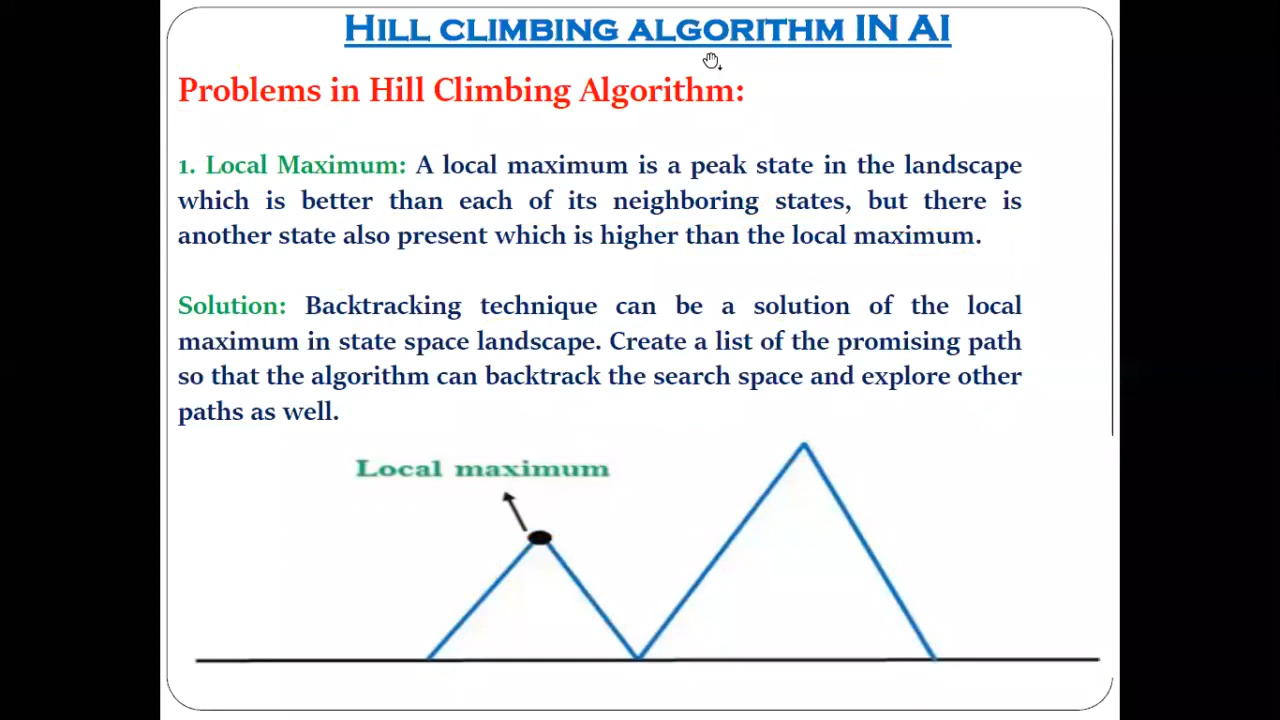 HILL CLIMBING ALGORITHM IN AI
Problems in Hill Climbing Algorithm:
1. Local Maximum: A local maximum is a peak state in the landscape
which is better than each of its neighboring states, but there is
another state also present which is higher than the local maximum.
Solution: Backtracking technique can be a solution of the local
maximum in state space landscape. Create a list of the promising path
so that the algorithm can backtrack the search space and explore other
paths as well.
Local maximum